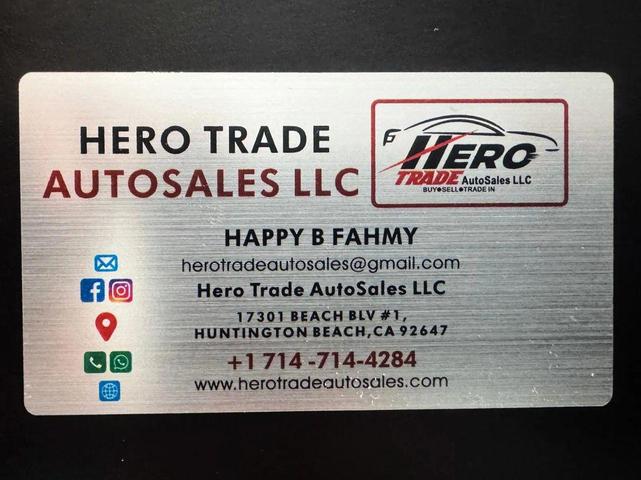 HERO TRADE
AUTOSALES LLC
HERO
TRADE AutoSales LLC
BUY●SELL●TRADE IN
HAPPY B FAHMY
herotradeautosales@gmail.com
Hero Trade AutoSales LLC
17301 BEACH BLV #1,
HUNTINGTON BEACH,CA 92647
+1 714 -714-4284
www.herotradeautosales.com